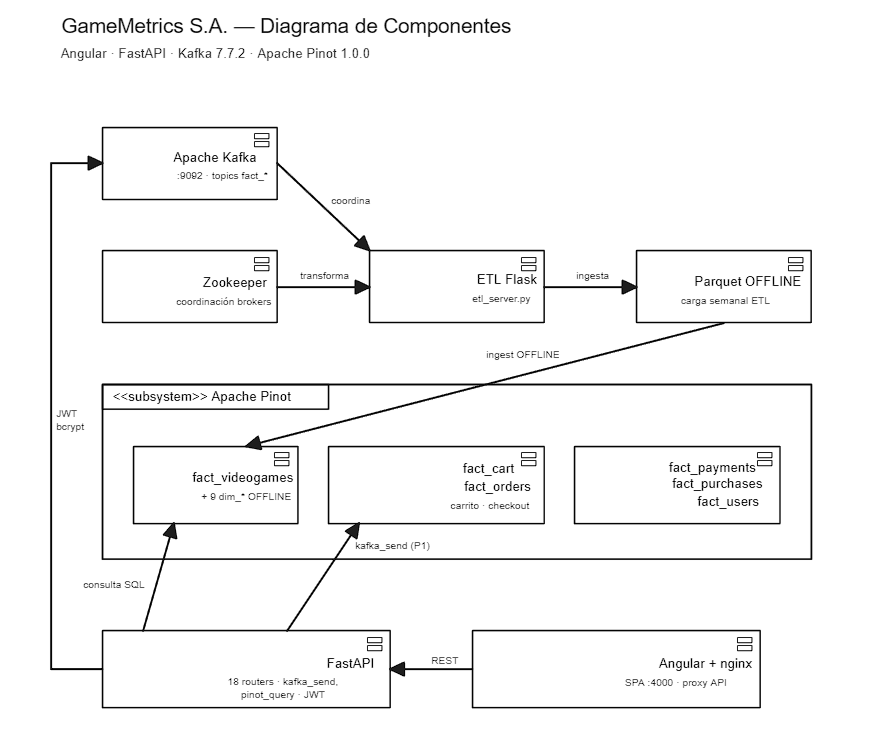 GameMetrics S.A. — Diagrama de Componentes
Angular · FastAPI · Kafka 7.7.2 · Apache Pinot 1.0.0
Apache Kafka
:9092 · topics fact_*
coordina
Zookeeper
coordinación brokers
transforma
ETL Flask
etl_server.py
ingesta
Parquet OFFLINE
carga semanal ETL
ingest OFFLINE
<<subsystem>> Apache Pinot
JWT
bcrypt
fact_videogames
+ 9 dim_* OFFLINE
fact_cart
fact_orders
carrito · checkout
fact_payments
fact_purchases
fact_users
kafka_send (P1)
consulta SQL
FastAPI
18 routers · kafka_send,
pinot_query · JWT
REST
Angular + nginx
SPA :4000 · proxy API